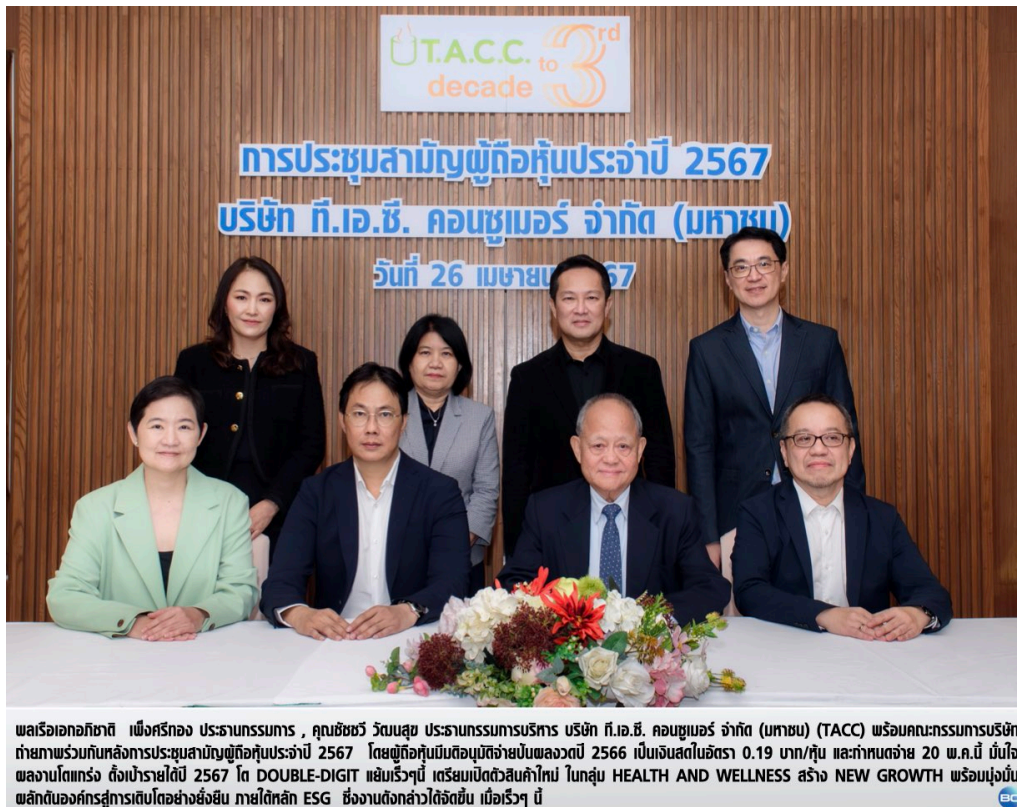 T.A.C.C. to 3rd
decade
การประชุมสามัญผู้ถือหุ้นประจำปี 2567
บริษัท ที.เอ.ซี. คอนซูเมอร์ จำกัด (มหาชน)
วันที่ 26 เมษายน 67
พลเรือเอกอภิชาติ เพ็งศรีทอง ประธานกรรมการ , คุณชัชชวี วัฒนสุข ประธานกรรมการบริหาร บริษัท ที.เอ.ซี. คอนซูเมอร์ จำกัด (มหาชน) (TACC) พร้อมคณะกรรมการบริษัท
ถ่ายภาพร่วมกันหลังการประชุมสามัญผู้ถือหุ้นประจำปี 2567 โดยผู้ถือหุ้นมีมติอนุมัติจ่ายปันผลงวดปี 2566 เป็นเงินสดในอัตรา 0.19 บาท/หุ้น และกำหนดจ่าย 20 พ.ค.นี้ มั่นใจ
ผลงานโตแกร่ง ตั้งเป้ารายได้ปี 2567 โต DOUBLE-DIGIT แย้มเร็วๆนี้ เตรียมเปิดตัวสินค้าใหม่ ในกลุ่ม HEALTH AND WELLNESS สร้าง NEW GROWTH พร้อมมุ่งมั่น
ผลักดันองค์กรสู่การเติบโตอย่างยั่งยืน ภายใต้หลัก ESG ซึ่งงานดังกล่าวได้จัดขึ้น เมื่อเร็วๆ นี้